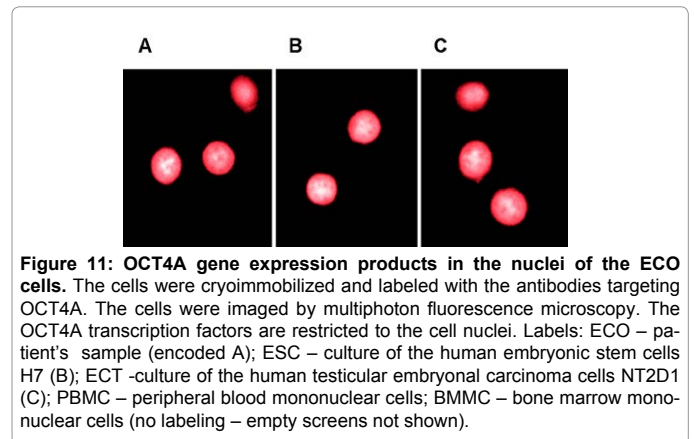 A B C
Figure 11: OCT4A gene expression products in the nuclei of the ECO
cells. The cells were cryoimmobilized and labeled with the antibodies targeting
OCT4A. The cells were imaged by multiphoton fluorescence microscopy. The
OCT4A transcription factors are restricted to the cell nuclei. Labels: ECO – pa-
tient's sample (encoded A); ESC – culture of the human embryonic stem cells
H7 (B); ECT -culture of the human testicular embryonal carcinoma cells NT2D1
(C); PBMC – peripheral blood mononuclear cells; BMMC – bone marrow mono-
nuclear cells (no labeling – empty screens not shown).